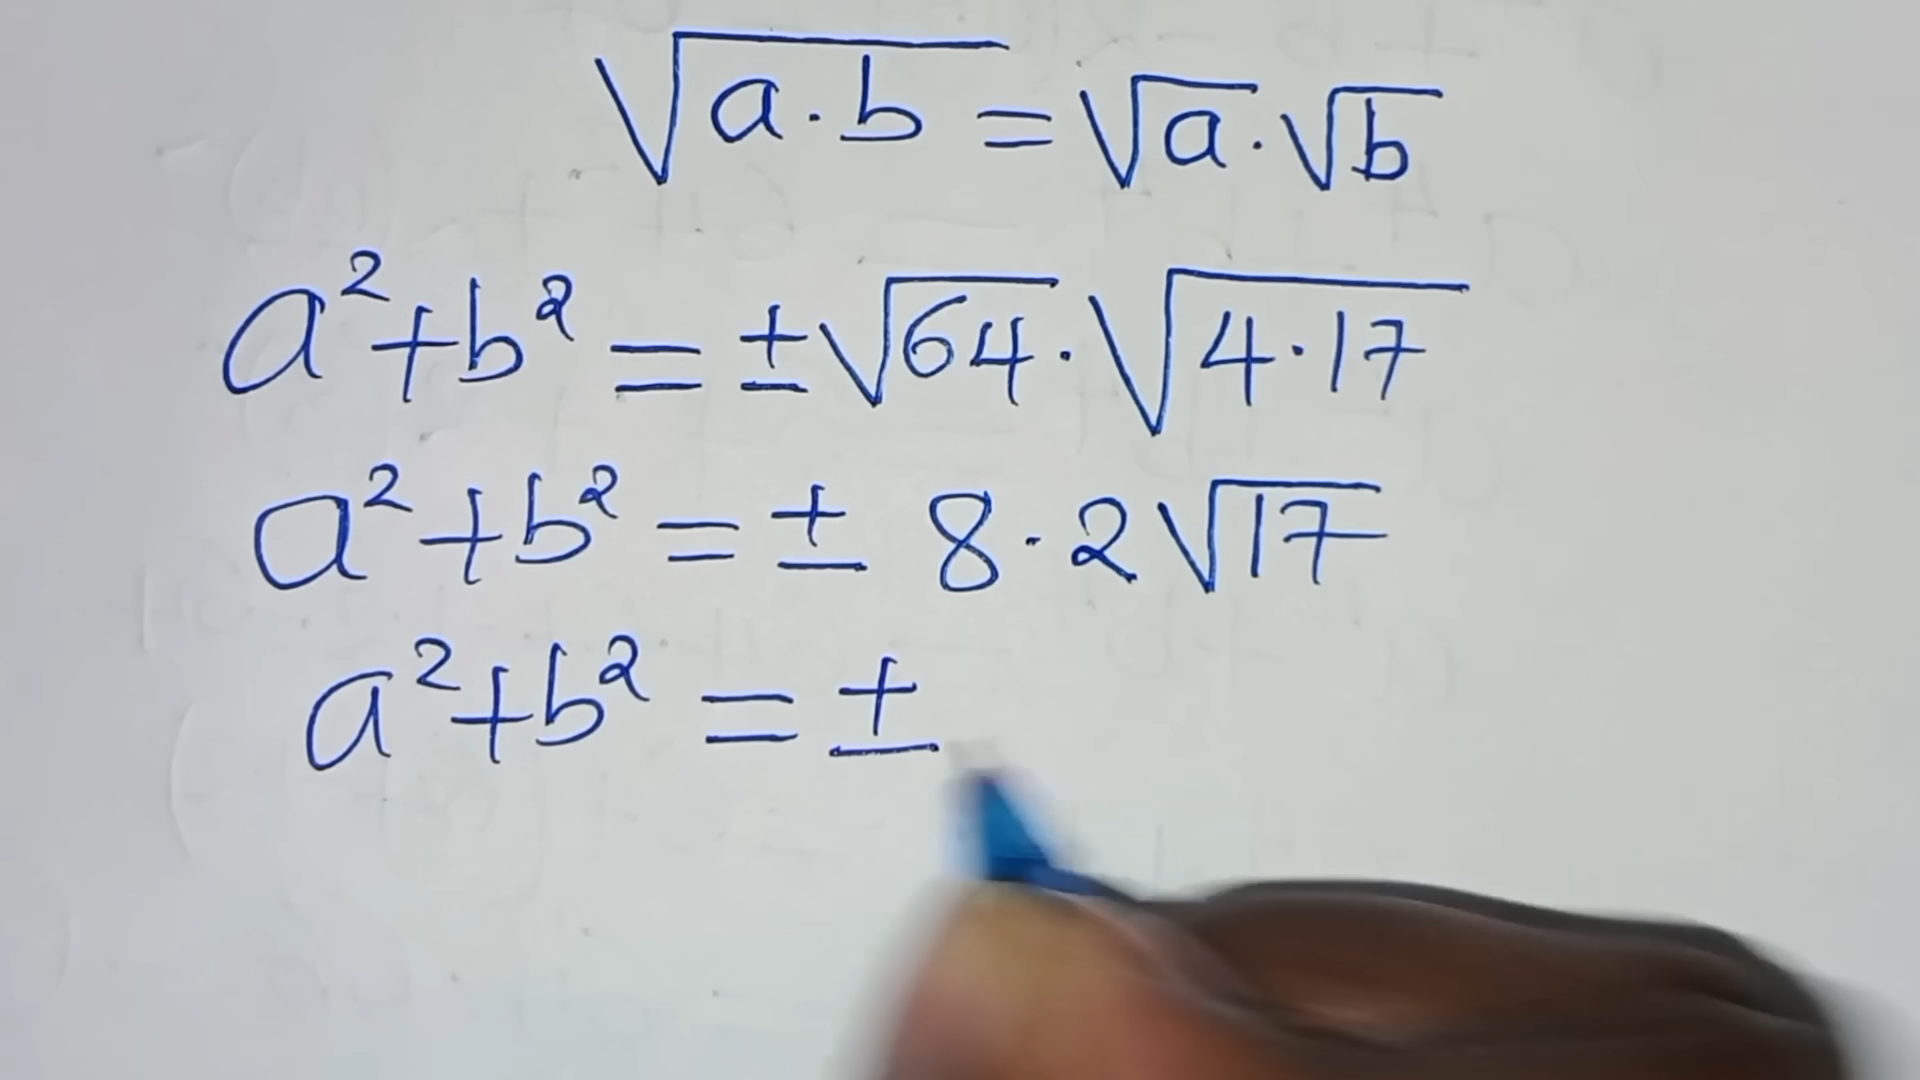 √(a·b) = √a·√b
a² + b² = ±√64·√(4·17)
a² + b² = ± 8·2√17
a² + b² = ±